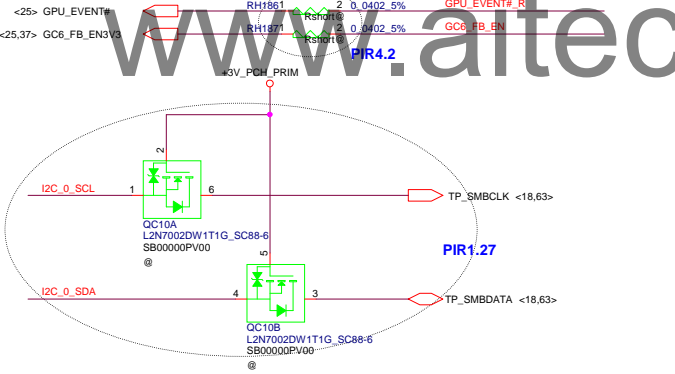 <25> GPU_EVENT#
RH186 1 2 0_0402_5% GPU_EVENT#_R
Rshort@
<25,37> GC6_FB_EN3V3
RH187 1 2 0_0402_5% GC6_FB_EN
Rshort@
PIR4.2
www.aitec
+3V_PCH_PRIM
2
I2C_0_SCL 1 6 TP_SMBCLK <18,63>
QC10A
L2N7002DW1T1G_SC88-6
SB00000PV00
@
PIR1.27
5
I2C_0_SDA 4 3 TP_SMBDATA <18,63>
QC10B
L2N7002DW1T1G_SC88-6
SB00000PV00
@